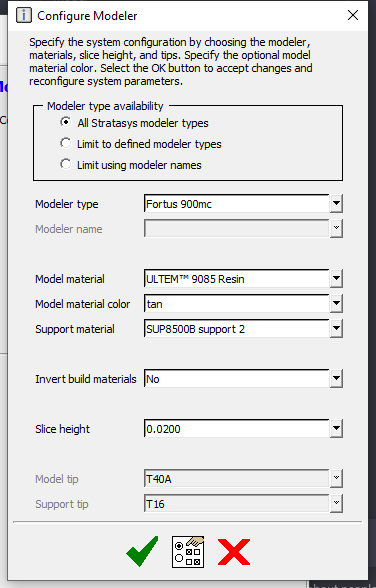 Configure Modeler
Specify the system configuration by choosing the modeler,
materials, slice height, and tips. Specify the optional model
material color. Select the OK button to accept changes and
reconfigure system parameters.
Modeler type availability
All Stratasys modeler types
Limit to defined modeler types
Limit using modeler names
Modeler type Fortus 900mc
Modeler name
Model material ULTEM™ 9085 Resin
Model material color tan
Support material SUP8500B support 2
Invert build materials No
Slice height 0.0200
Model tip T40A
Support tip T16